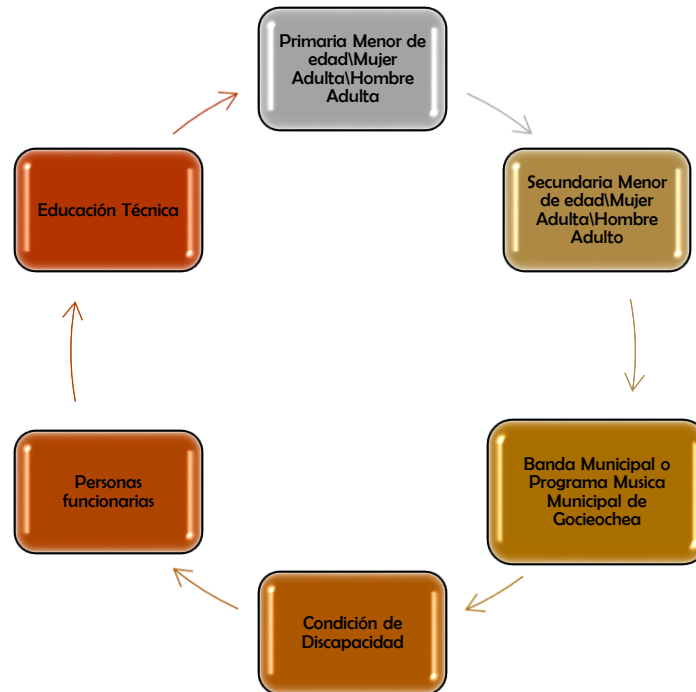 Primaria Menor de
edad\Mujer
Adulta\Hombre
Adulta
Secundaria Menor
de edad\Mujer
Adulta\Hombre
Adulto
Banda Municipal o
Programa Musica
Municipal de
Gocieochea
Condición de
Discapacidad
Personas
funcionarias
Educación Técnica